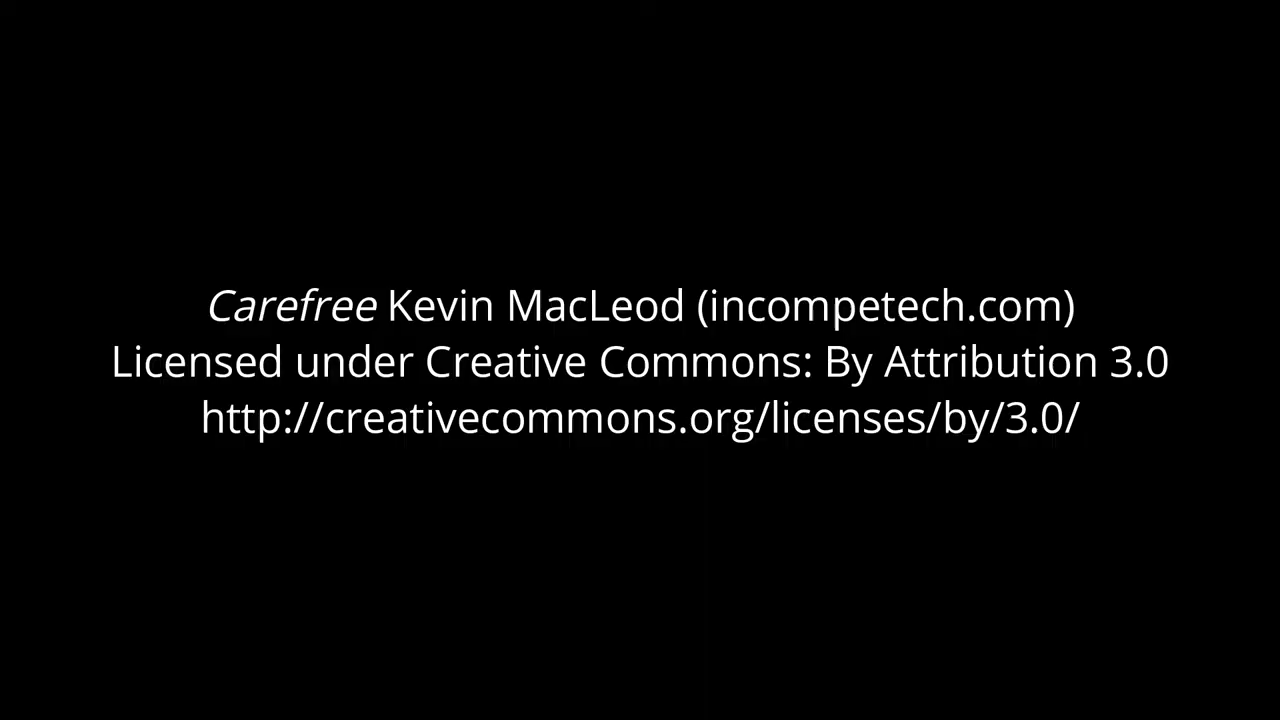 Carefree Kevin MacLeod (incompetech.com)
Licensed under Creative Commons: By Attribution 3.0
http://creativecommons.org/licenses/by/3.0/